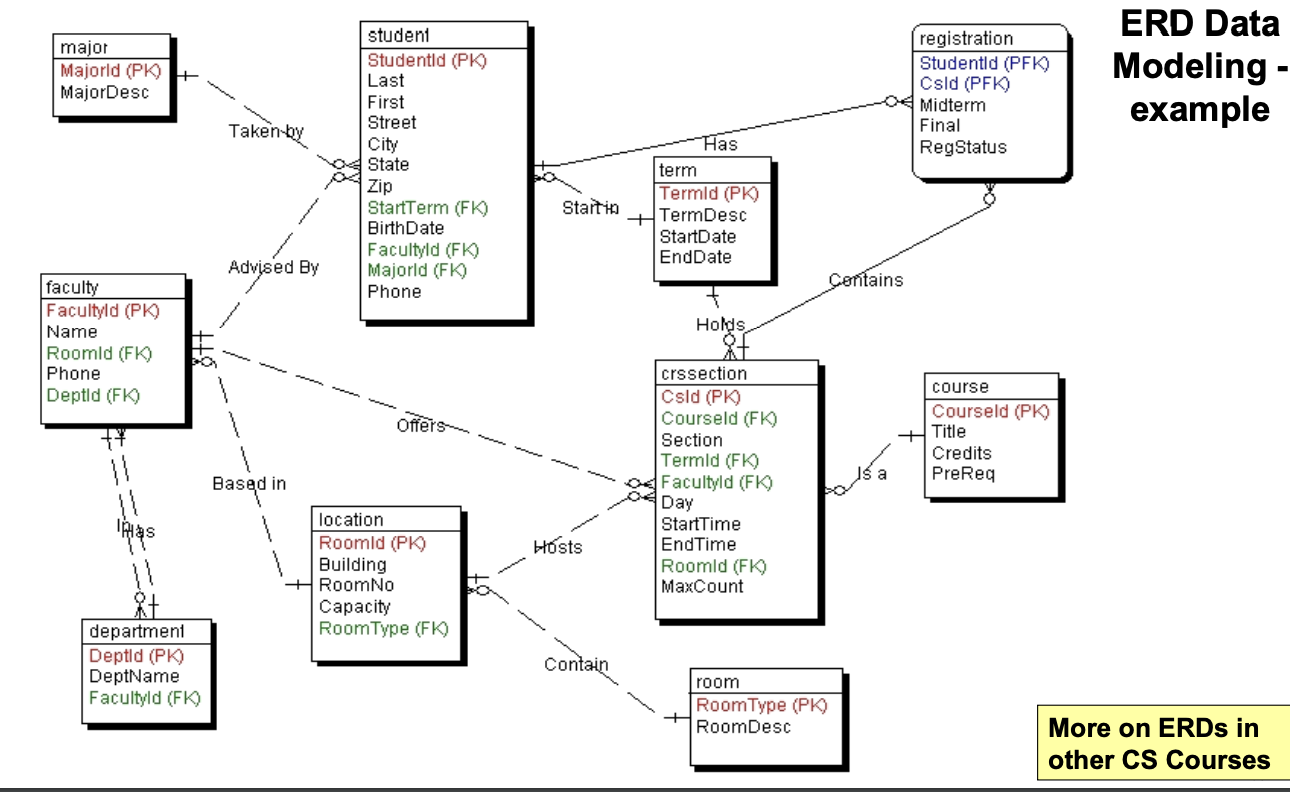 ERD Data
Modeling -
example
major
MajorId (PK)
MajorDesc
student
StudentId (PK)
Last
First
Street
City
State
Zip
StartTerm (FK)
BirthDate
FacultyId (FK)
MajorId (FK)
Phone
registration
StudentId (PFK)
CsId (PFK)
Midterm
Final
RegStatus
Taken by
Has
term
TermId (PK)
TermDesc
StartDate
EndDate
Start in
Advised By
Contains
faculty
FacultyId (PK)
Name
RoomId (FK)
Phone
DeptId (FK)
Holds
crssection
CsId (PK)
CourseId (FK)
Section
TermId (FK)
FacultyId (FK)
Day
StartTime
EndTime
RoomId (FK)
MaxCount
course
CourseId (PK)
Title
Credits
PreReq
Offers
Is a
Based in
In
Has
location
RoomId (PK)
Building
RoomNo
Capacity
RoomType (FK)
Hosts
department
DeptId (PK)
DeptName
FacultyId (FK)
Contain
room
RoomType (PK)
RoomDesc
More on ERDs in
other CS Courses